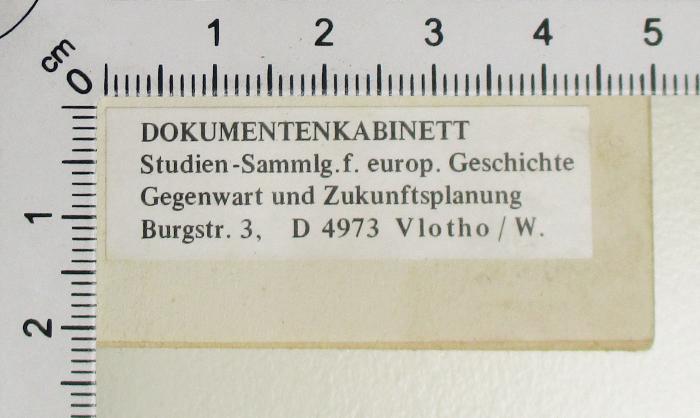 cm
0 1 2 3 4 5
DOKUMENTENKABINETT
Studien-Sammlg.f. europ. Geschichte
Gegenwart und Zukunftsplanung
Burgstr. 3, D 4973 Vlotho / W.
1
2